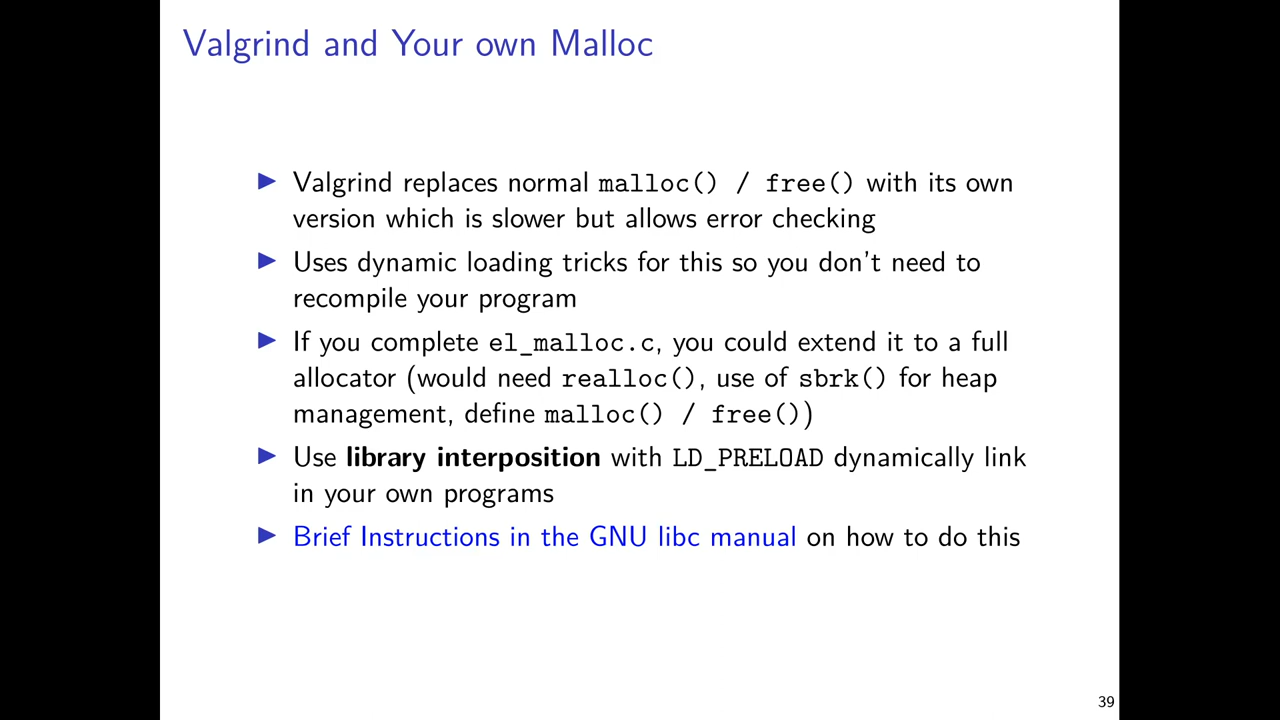 Valgrind and Your own Malloc
▶ Valgrind replaces normal malloc() / free() with its own
version which is slower but allows error checking
▶ Uses dynamic loading tricks for this so you don't need to
recompile your program
▶ If you complete el_malloc.c, you could extend it to a full
allocator (would need realloc(), use of sbrk() for heap
management, define malloc() / free())
▶ Use library interposition with LD_PRELOAD dynamically link
in your own programs
▶ Brief Instructions in the GNU libc manual on how to do this
39